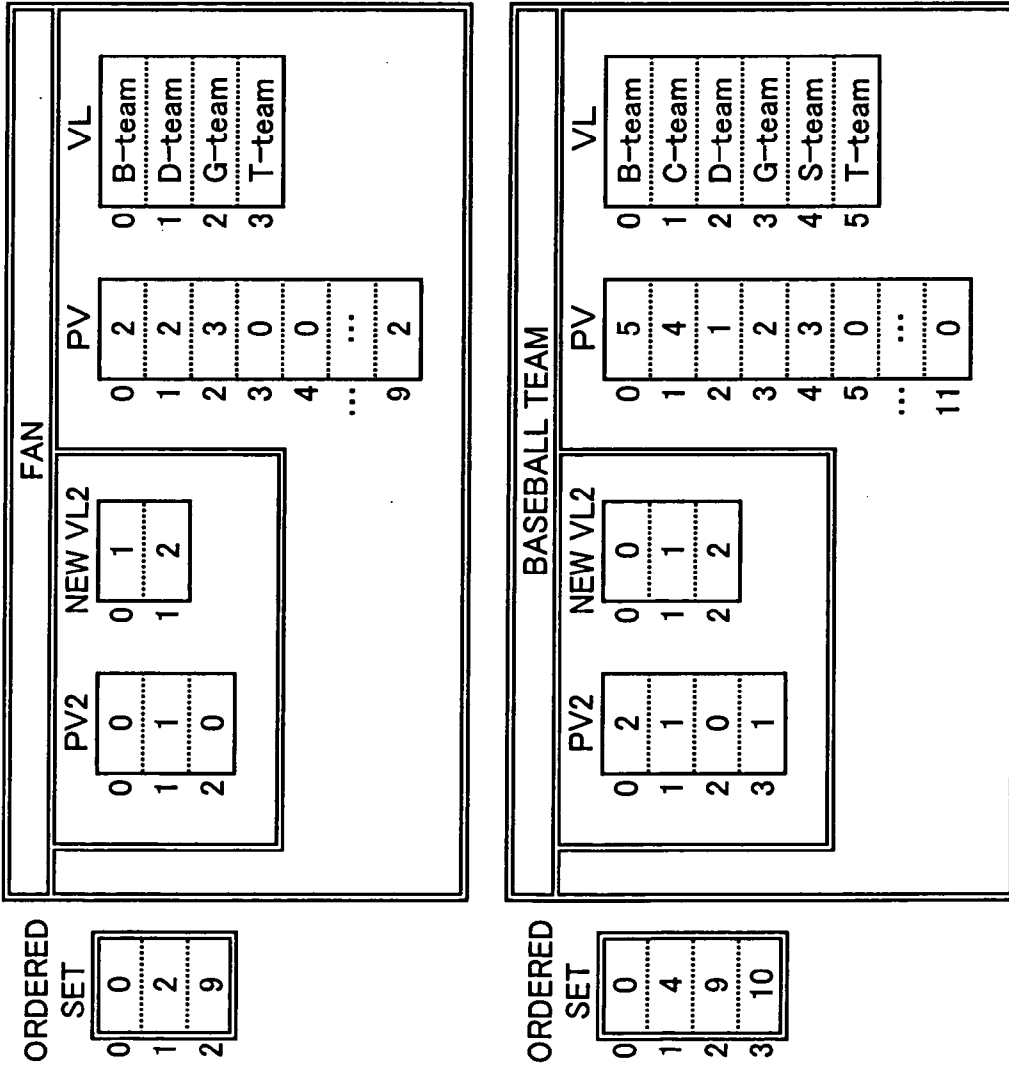 FAN
ORDERED
SET PV2 NEW VL2 PV VL
0 0 0 0 0 1 0 2 0 B-team
1 2 1 1 1 2 1 2 1 D-team
2 9 2 0 2 3 2 G-team
3 0 3 T-team
4 0
... ...
9 2
BASEBALL TEAM
ORDERED
SET PV2 NEW VL2 PV VL
0 0 0 2 0 0 0 5 0 B-team
1 4 1 1 1 1 1 4 1 C-team
2 9 2 0 2 2 2 1 2 D-team
3 10 3 1 3 2 3 G-team
4 3 4 S-team
5 0 5 T-team
... ...
11 0